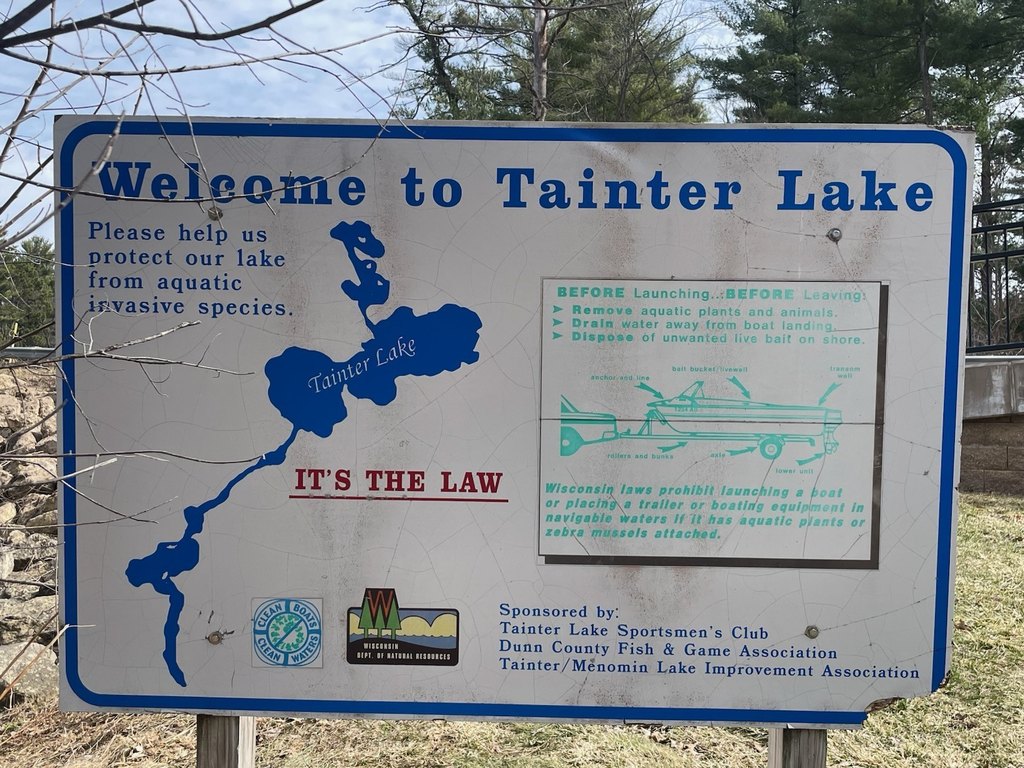 Welcome to Tainter Lake
Please help us
protect our lake
from aquatic
invasive species.
Tainter Lake
IT'S THE LAW
BEFORE Launching...BEFORE Leaving:
Remove aquatic plants and animals.
Drain water away from boat landing.
Dispose of unwanted live bait on shore.
anchor and line
bait bucket/livewell
transom
well
rollers and bunks
axle
lower unit
Wisconsin laws prohibit launching a boat
or placing a trailer or boating equipment in
navigable waters if it has aquatic plants or
zebra mussels attached.
CLEAN BOATS
CLEAN WATERS
W
WISCONSIN
DEPT. OF NATURAL RESOURCES
Sponsored by:
Tainter Lake Sportsmen's Club
Dunn County Fish & Game Association
Tainter/Menomin Lake Improvement Association